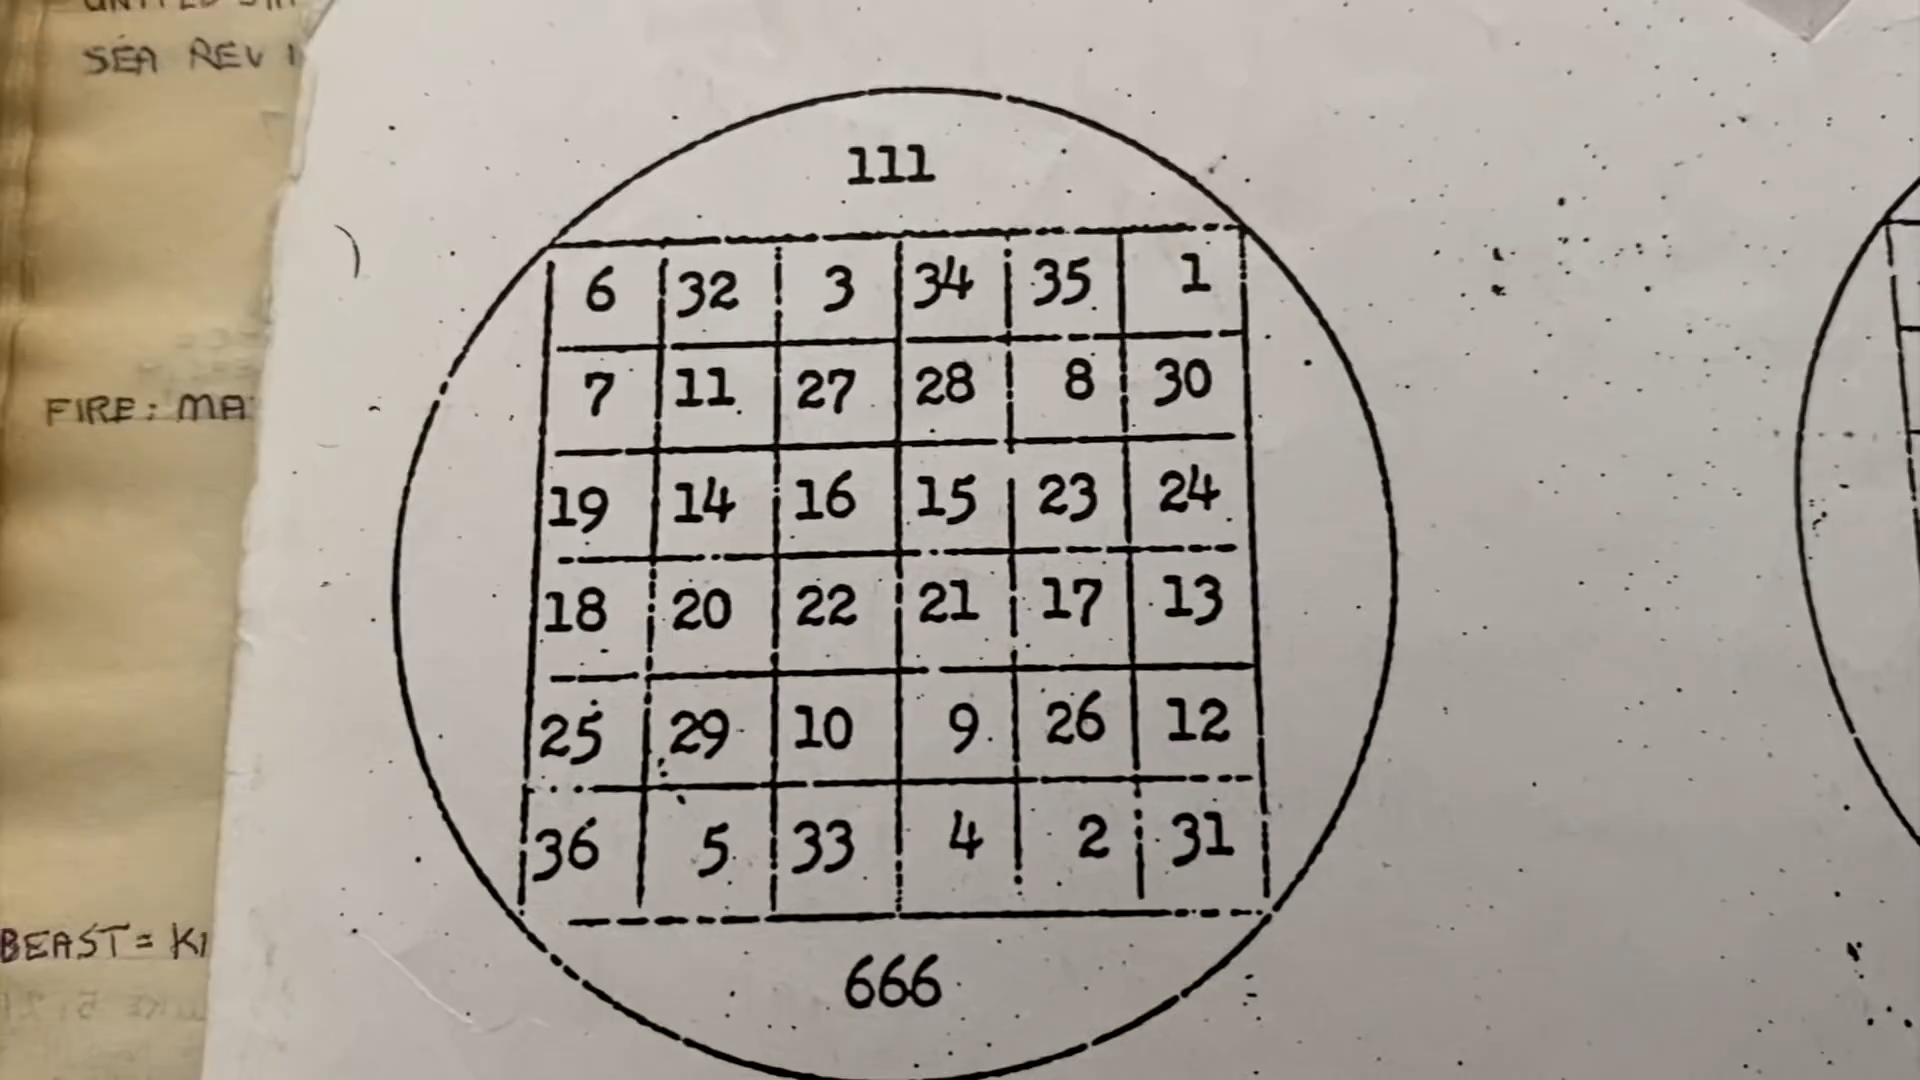 SEA REV
FIRE: MA
BEAST = KI
111
6 32 3 34 35 1
7 11 27 28 8 30
19 14 16 15 23 24
18 20 22 21 17 13
25 29 10 9 26 12
36 5 33 4 2 31
666